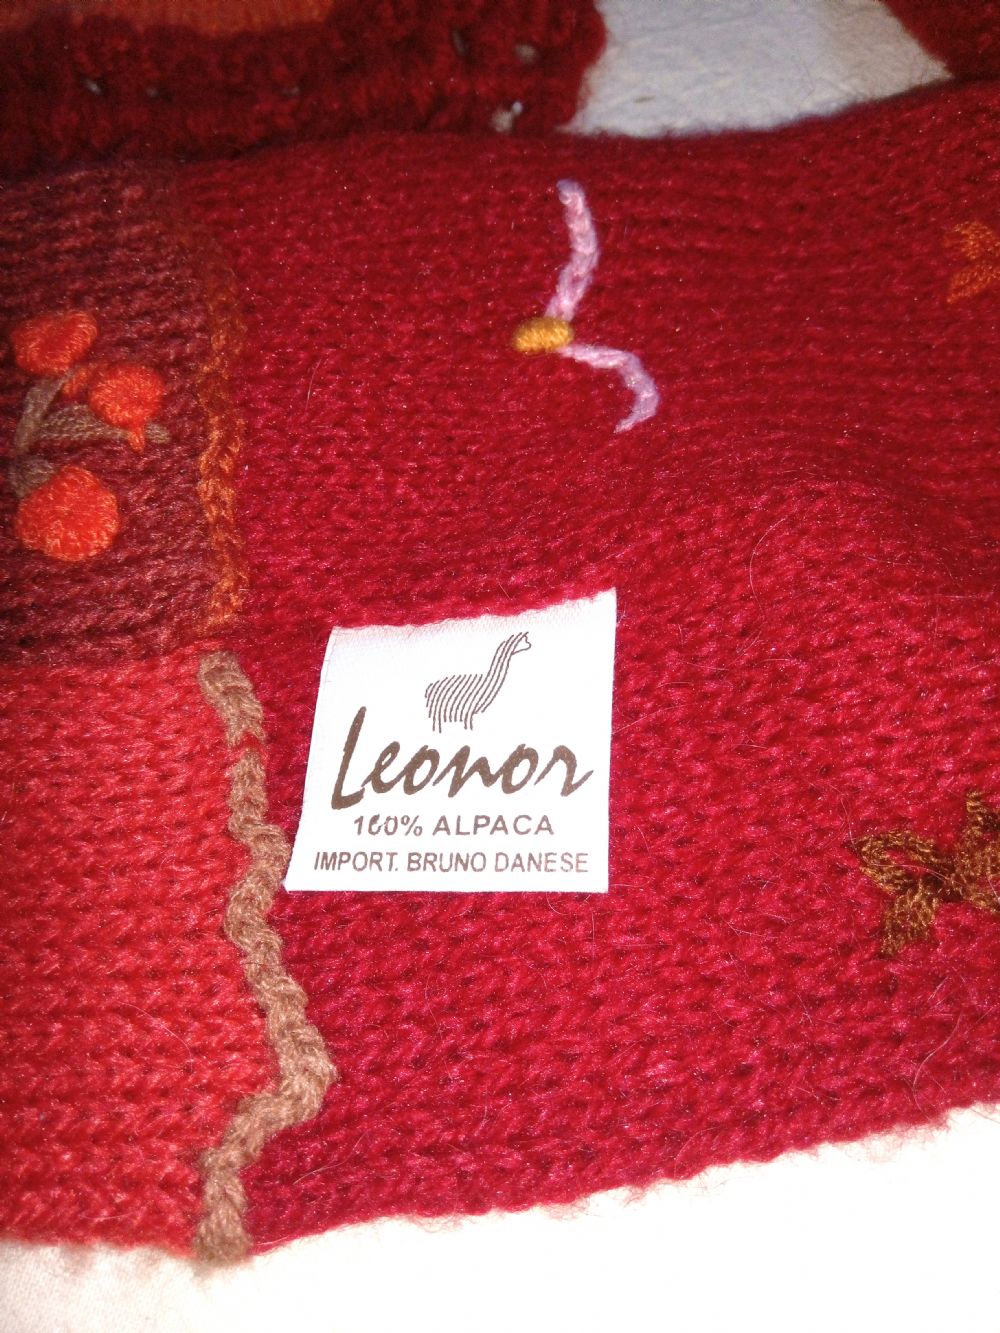 Leonor
100% ALPACA
IMPORT. BRUNO DANESE